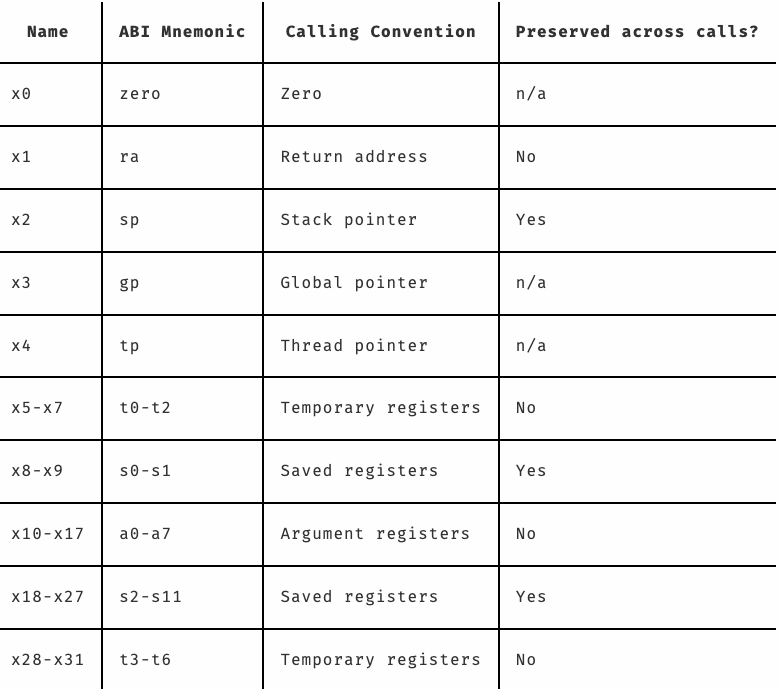 Name ABI Mnemonic Calling Convention Preserved across calls?
x0 zero Zero n/a
x1 ra Return address No
x2 sp Stack pointer Yes
x3 gp Global pointer n/a
x4 tp Thread pointer n/a
x5-x7 t0-t2 Temporary registers No
x8-x9 s0-s1 Saved registers Yes
x10-x17 a0-a7 Argument registers No
x18-x27 s2-s11 Saved registers Yes
x28-x31 t3-t6 Temporary registers No